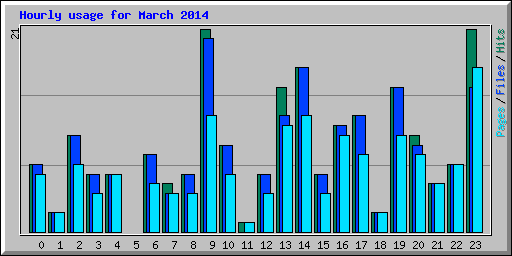 Hourly usage for March 2014
21
Pages / Files / Hits
0 1 2 3 4 5 6 7 8 9 10 11 12 13 14 15 16 17 18 19 20 21 22 23